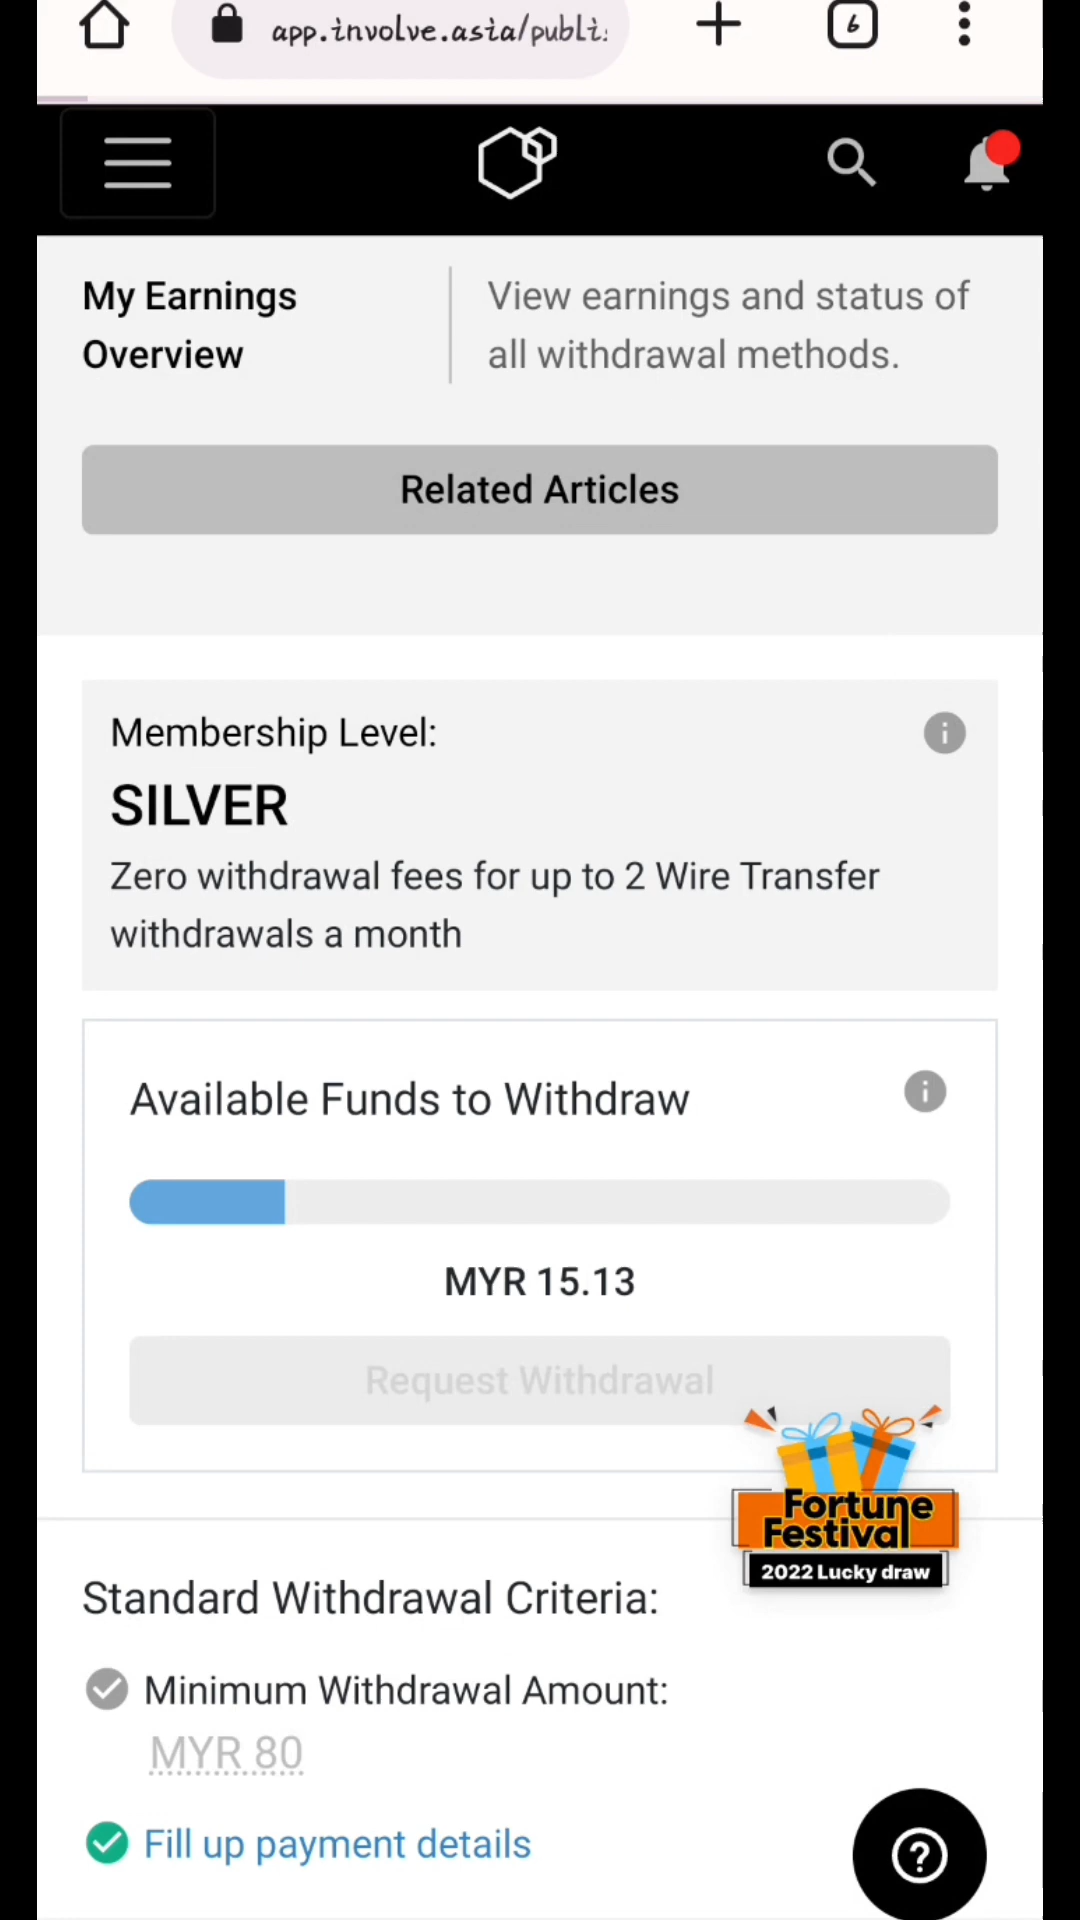 app.involve.asia/publi
6
My Earnings
Overview
View earnings and status of
all withdrawal methods.
Related Articles
Membership Level:
SILVER
Zero withdrawal fees for up to 2 Wire Transfer
withdrawals a month
Available Funds to Withdraw
MYR 15.13
Request Withdrawal
Fortune
Festival
2022 Lucky draw
Standard Withdrawal Criteria:
Minimum Withdrawal Amount:
MYR 80
Fill up payment details